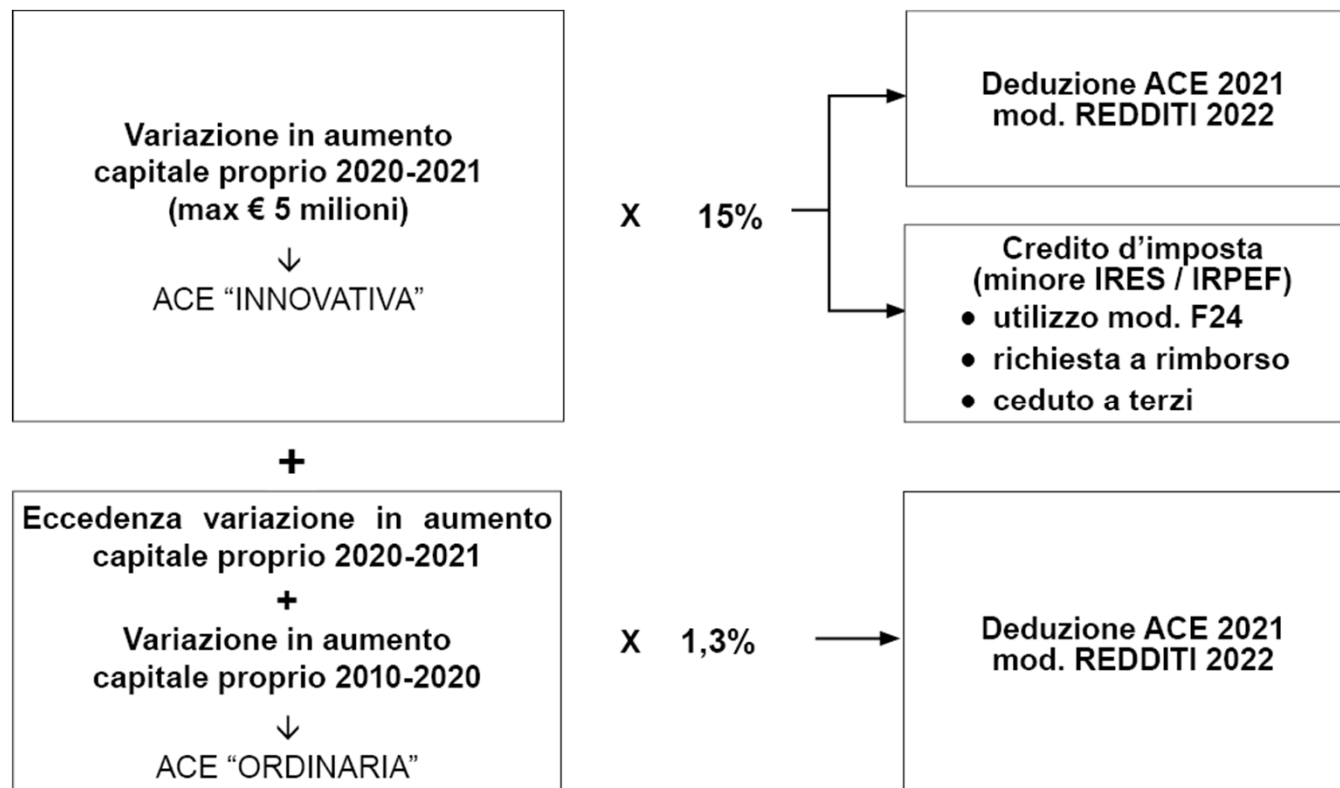 Variazione in aumento
capitale proprio 2020-2021
(max € 5 milioni)
↓
ACE “INNOVATIVA”
X 15%
Deduzione ACE 2021
mod. REDDITI 2022
Credito d’imposta
(minore IRES / IRPEF)
● utilizzo mod. F24
● richiesta a rimborso
● ceduto a terzi
+
Eccedenza variazione in aumento
capitale proprio 2020-2021
+
Variazione in aumento
capitale proprio 2010-2020
↓
ACE “ORDINARIA”
X 1,3%
Deduzione ACE 2021
mod. REDDITI 2022